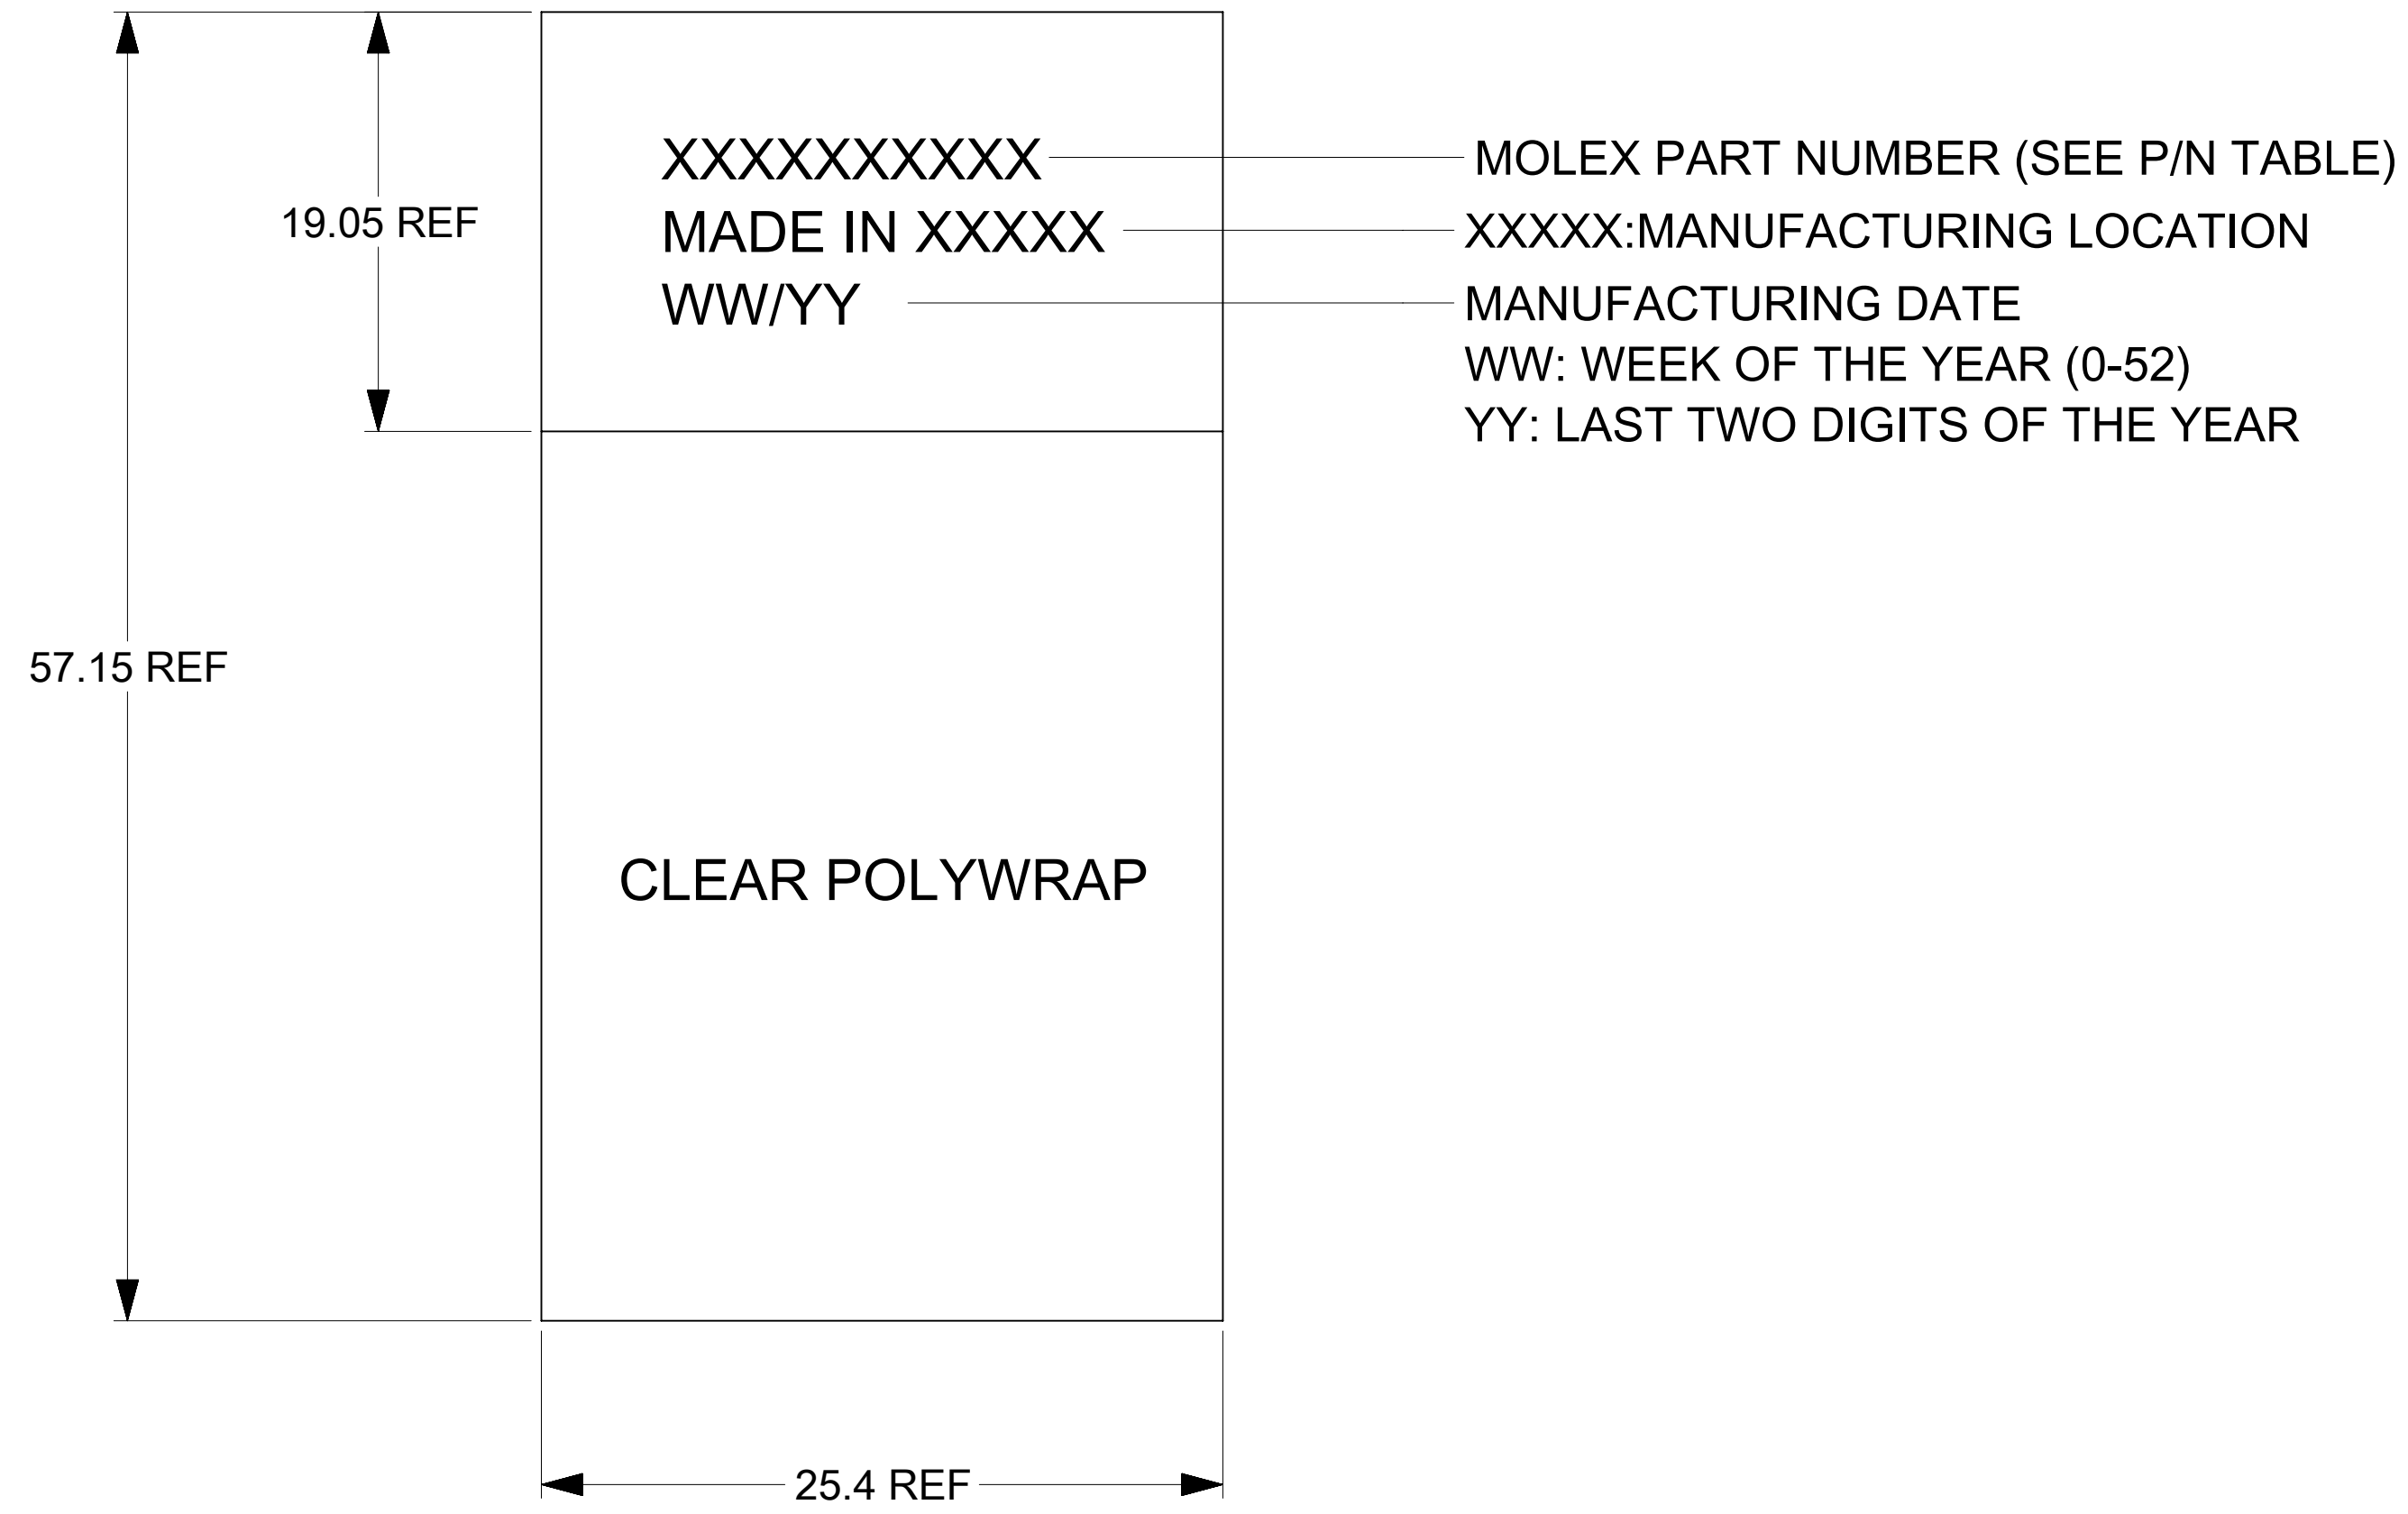 XXXXXXXXXX
MADE IN XXXXX
WW/YY
MOLEX PART NUMBER (SEE P/N TABLE)
XXXXX:MANUFACTURING LOCATION
MANUFACTURING DATE
WW: WEEK OF THE YEAR (0-52)
YY: LAST TWO DIGITS OF THE YEAR
19.05 REF
57.15 REF
CLEAR POLYWRAP
25.4 REF